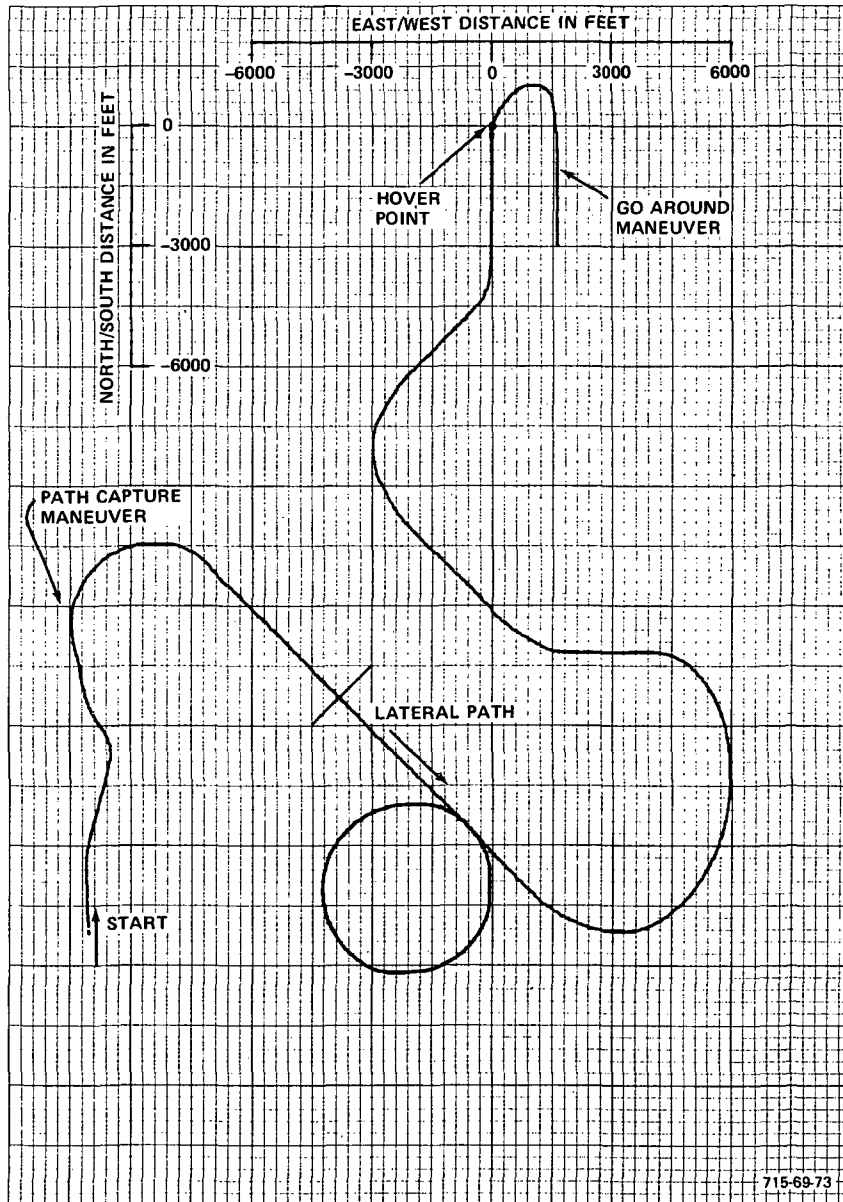 EAST/WEST DISTANCE IN FEET
-6000 -3000 0 3000 6000
NORTH/SOUTH DISTANCE IN FEET
0
-3000
-6000
HOVER
POINT
GO AROUND
MANEUVER
PATH CAPTURE
MANEUVER
LATERAL PATH
START
715-69-73